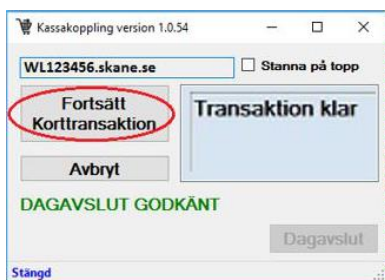 Kassakoppling version 1.0.54
WL123456.skane.se
Stanna på topp
Fortsätt
Korttransaktion
Transaktion klar
Avbryt
DAGAVSLUT GODKÄNT
Dagavslut
Stängd